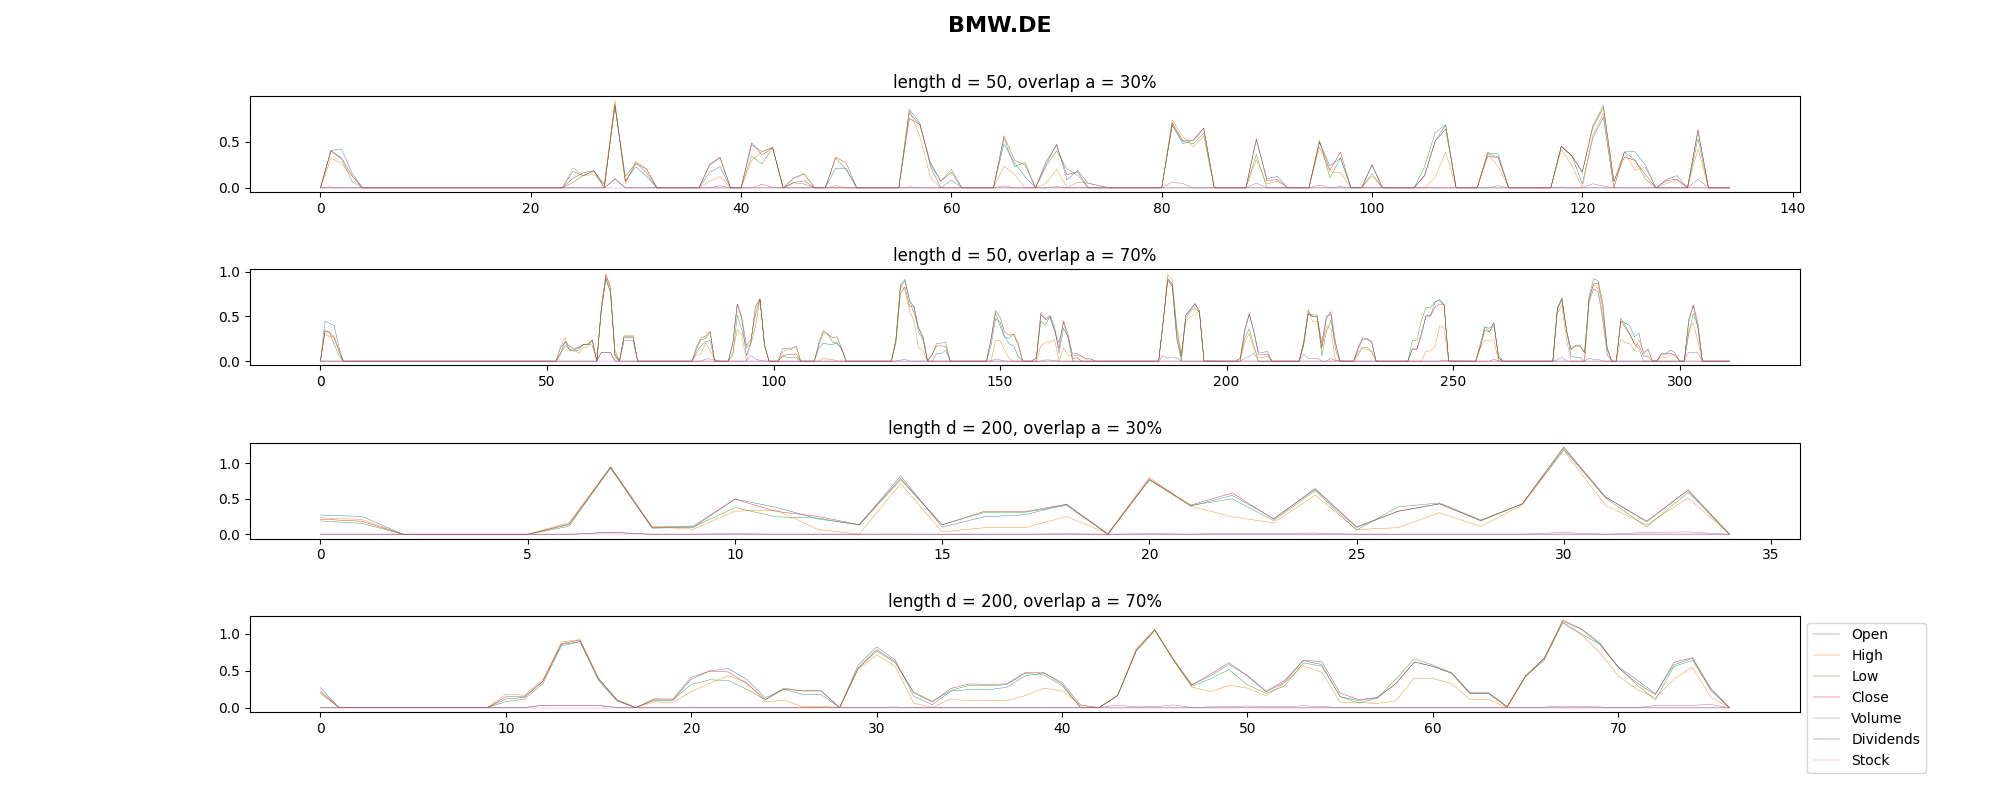 BMW.DE
length d = 50, overlap a = 30%
0.5
0.0
0 20 40 60 80 100 120 140
length d = 50, overlap a = 70%
1.0
0.5
0.0
0 50 100 150 200 250 300
length d = 200, overlap a = 30%
1.0
0.5
0.0
0 5 10 15 20 25 30 35
length d = 200, overlap a = 70%
1.0
0.5
0.0
0 10 20 30 40 50 60 70
Open
High
Low
Close
Volume
Dividends
Stock